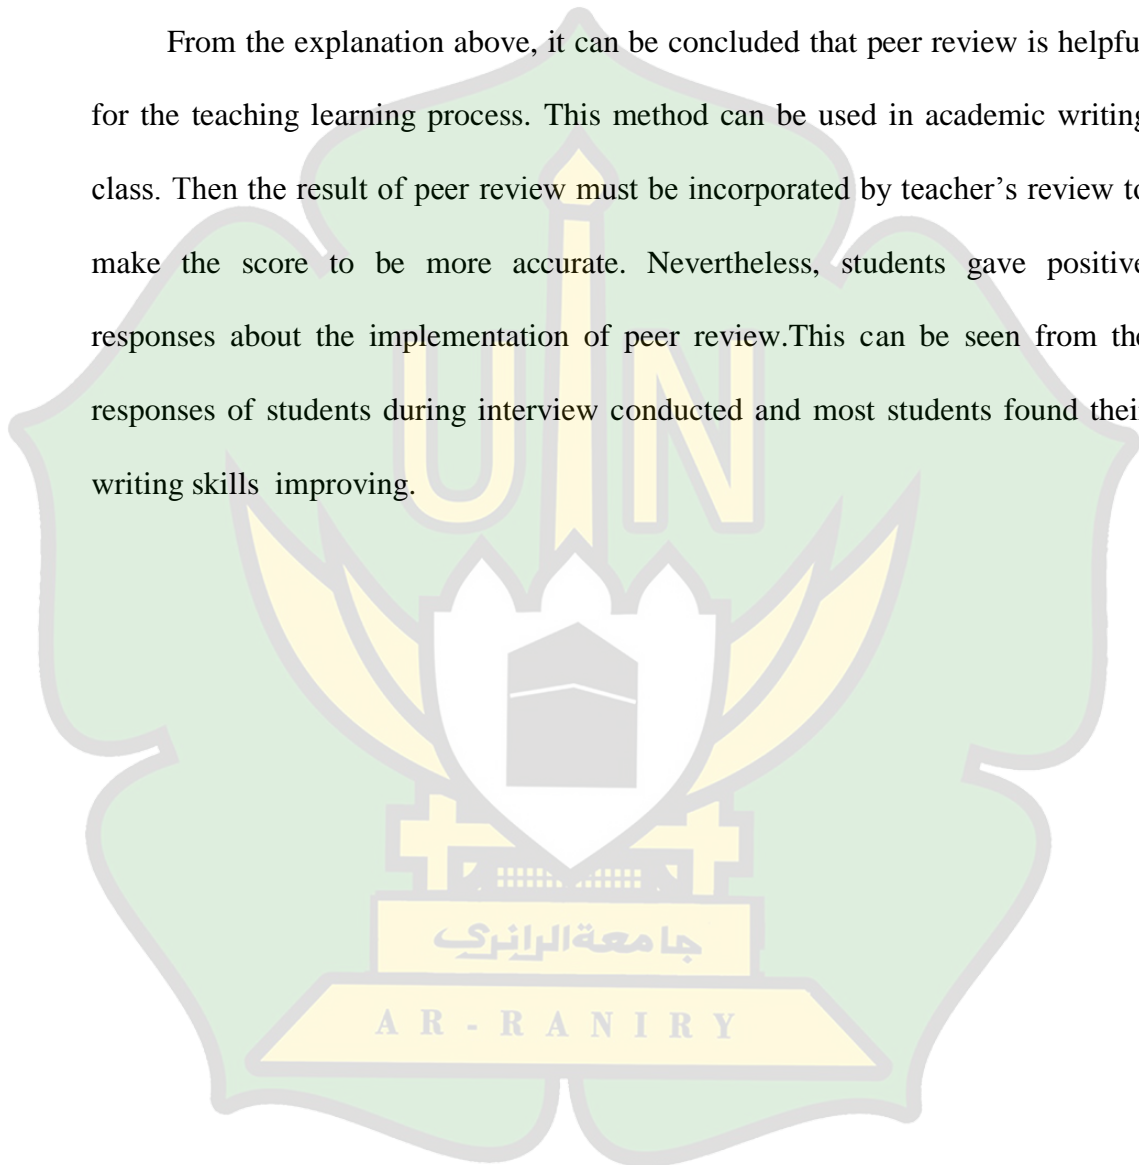 From the explanation above, it can be concluded that peer review is helpful
for the teaching learning process. This method can be used in academic writing
class. Then the result of peer review must be incorporated by teacher’s review to
make the score to be more accurate. Nevertheless, students gave positive
responses about the implementation of peer review.This can be seen from the
responses of students during interview conducted and most students found their
writing skills improving.
UIN
جامعة الرانري
AR-RANIRY